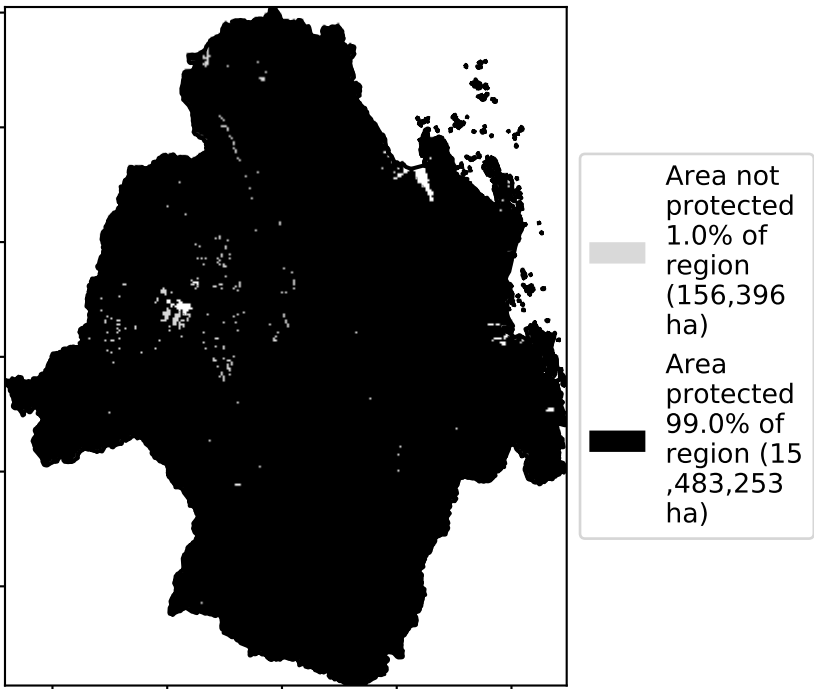 Area not
protected
1.0% of
region
(156,396
ha)
Area
protected
99.0% of
region (15
,483,253
ha)